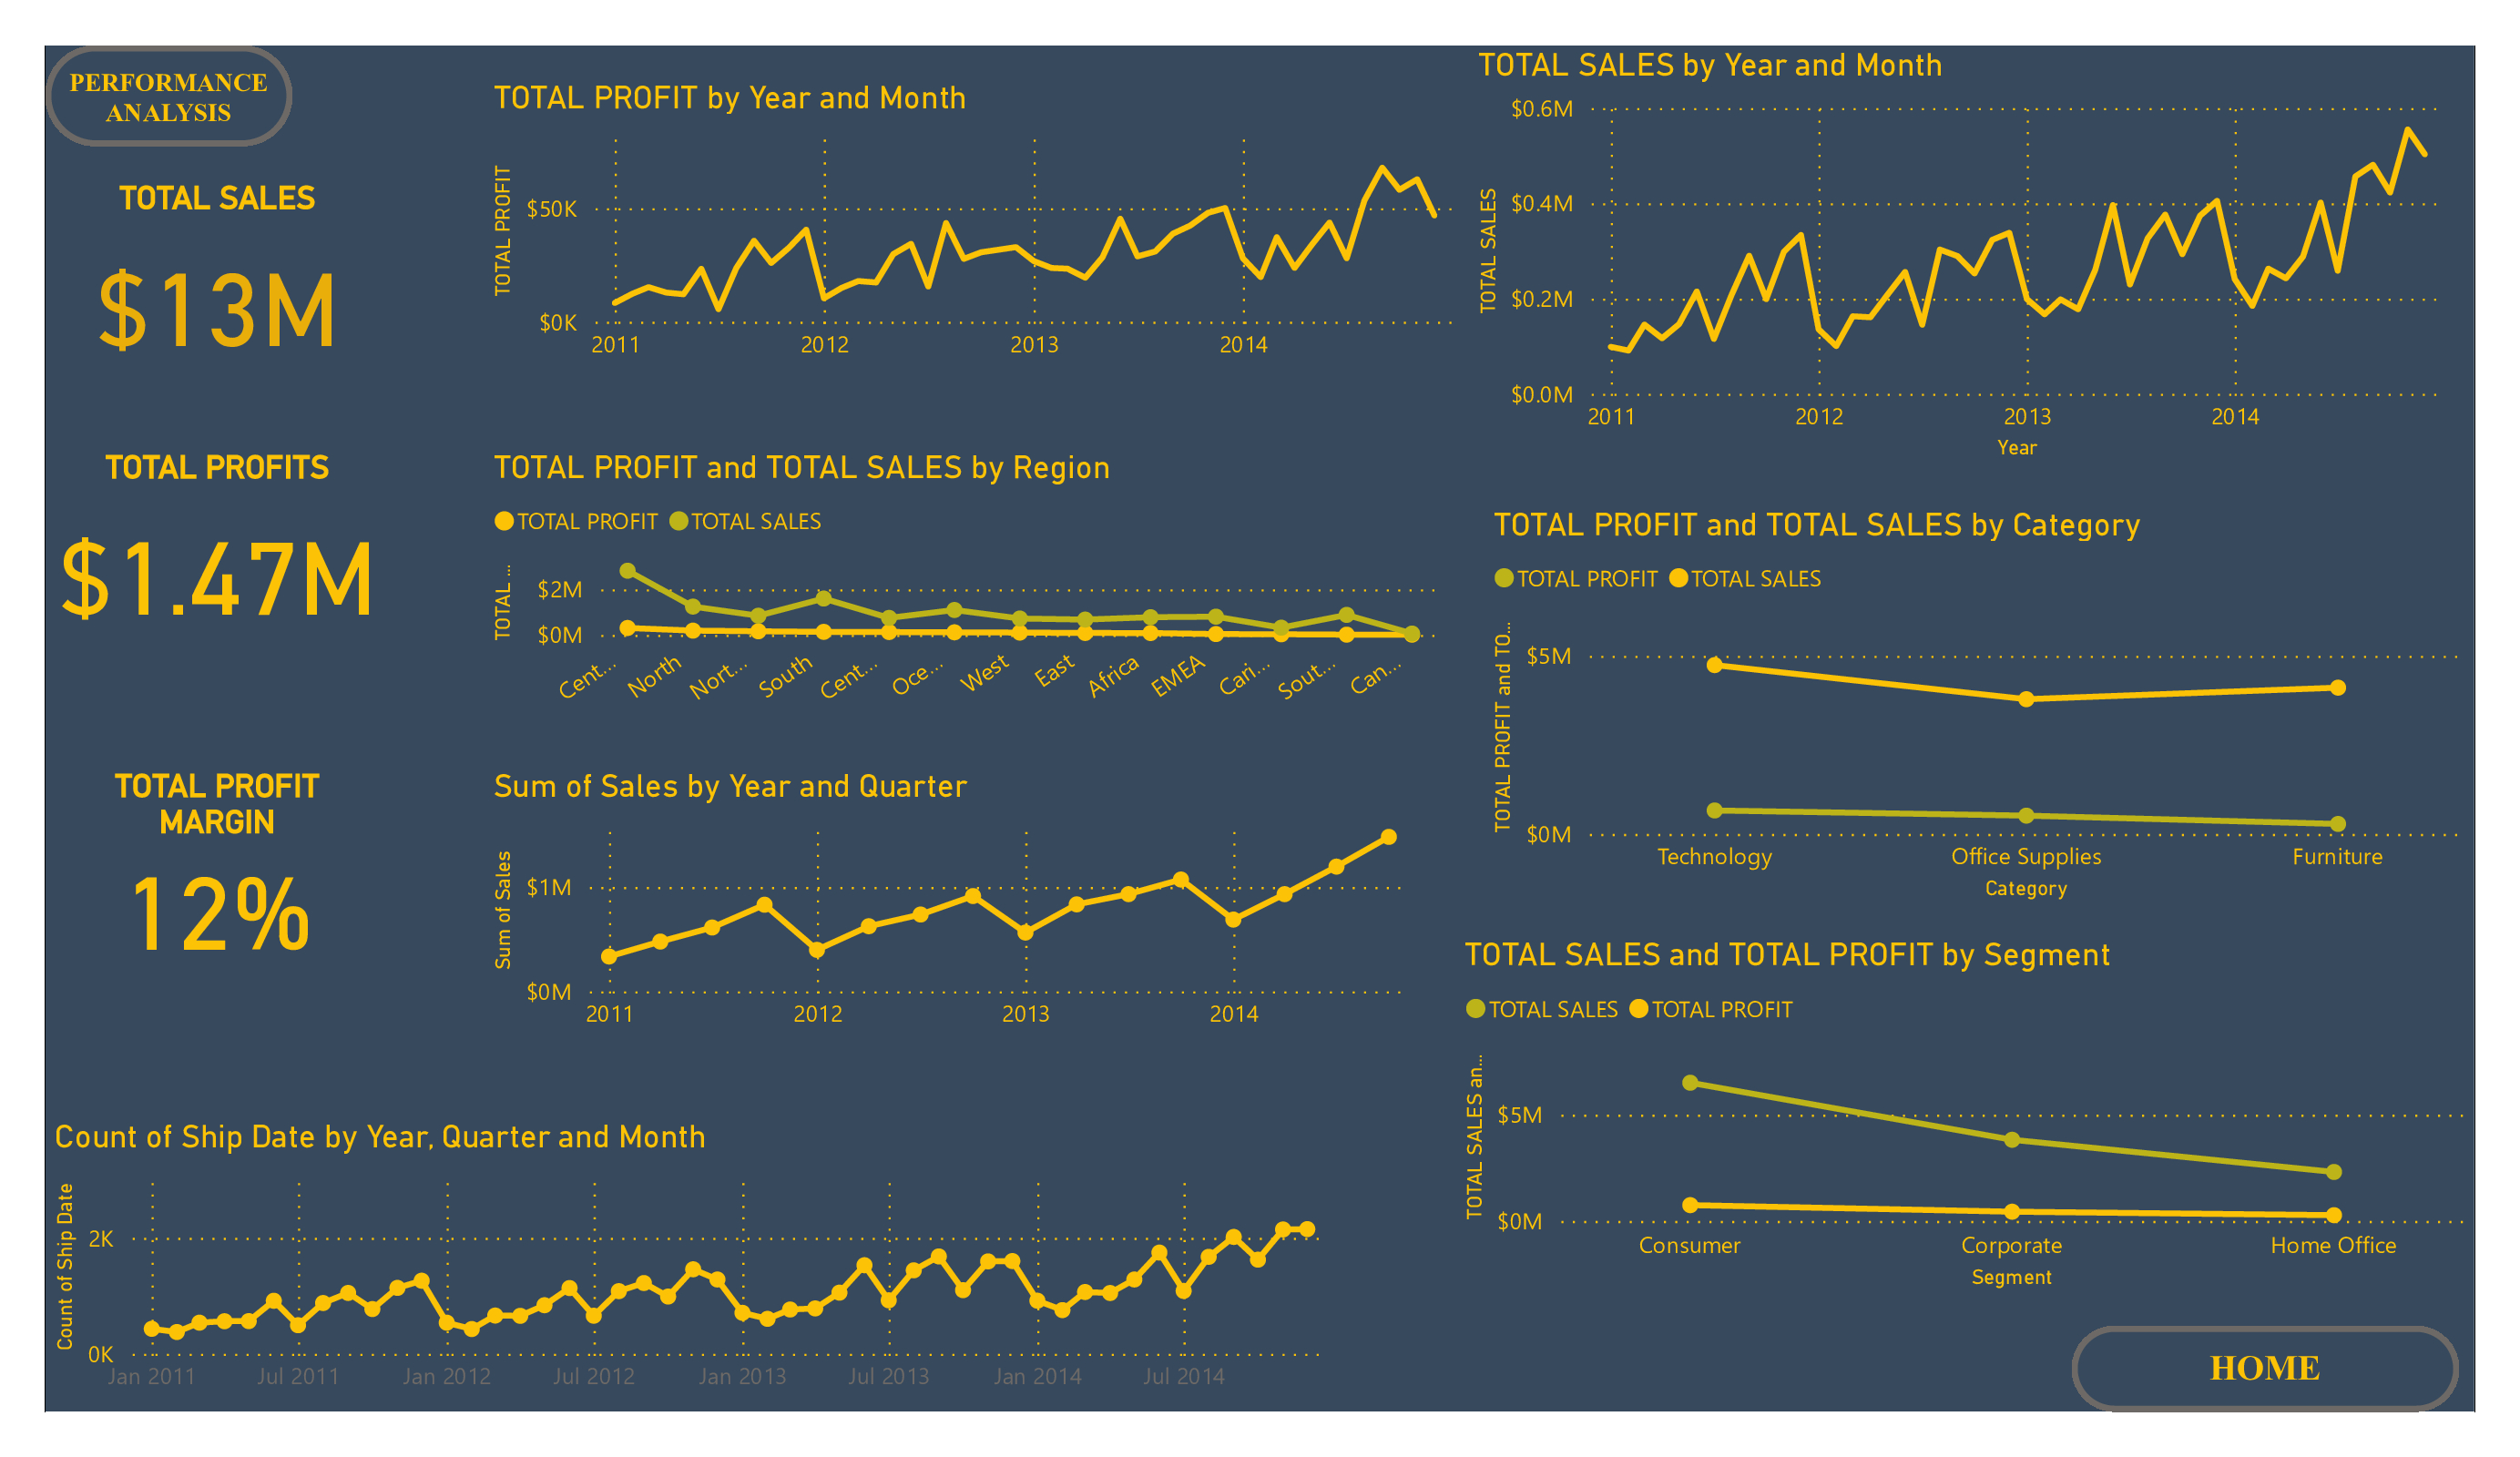 PERFORMANCE
ANALYSIS
TOTAL SALES
$13M
TOTAL PROFITS
$1.47M
TOTAL PROFIT
MARGIN
12%
TOTAL PROFIT by Year and Month
TOTAL PROFIT
$50K
$0K
2011 2012 2013 2014
TOTAL SALES by Year and Month
TOTAL SALES
$0.6M
$0.4M
$0.2M
$0.0M
2011 2012 2013 2014
Year
TOTAL PROFIT and TOTAL SALES by Region
TOTAL PROFIT TOTAL SALES
TOTAL ...
$2M
$0M
Cent... North Nort... South Cent... Oce... West East Africa EMEA Cari... Sout... Can...
TOTAL PROFIT and TOTAL SALES by Category
TOTAL PROFIT TOTAL SALES
TOTAL PROFIT and TO...
$5M
$0M
Technology Office Supplies Furniture
Category
Sum of Sales by Year and Quarter
Sum of Sales
$1M
$0M
2011 2012 2013 2014
TOTAL SALES and TOTAL PROFIT by Segment
TOTAL SALES TOTAL PROFIT
TOTAL SALES an...
$5M
$0M
Consumer Corporate Home Office
Segment
Count of Ship Date by Year, Quarter and Month
Count of Ship Date
2K
0K
Jan 2011 Jul 2011 Jan 2012 Jul 2012 Jan 2013 Jul 2013 Jan 2014 Jul 2014
HOME